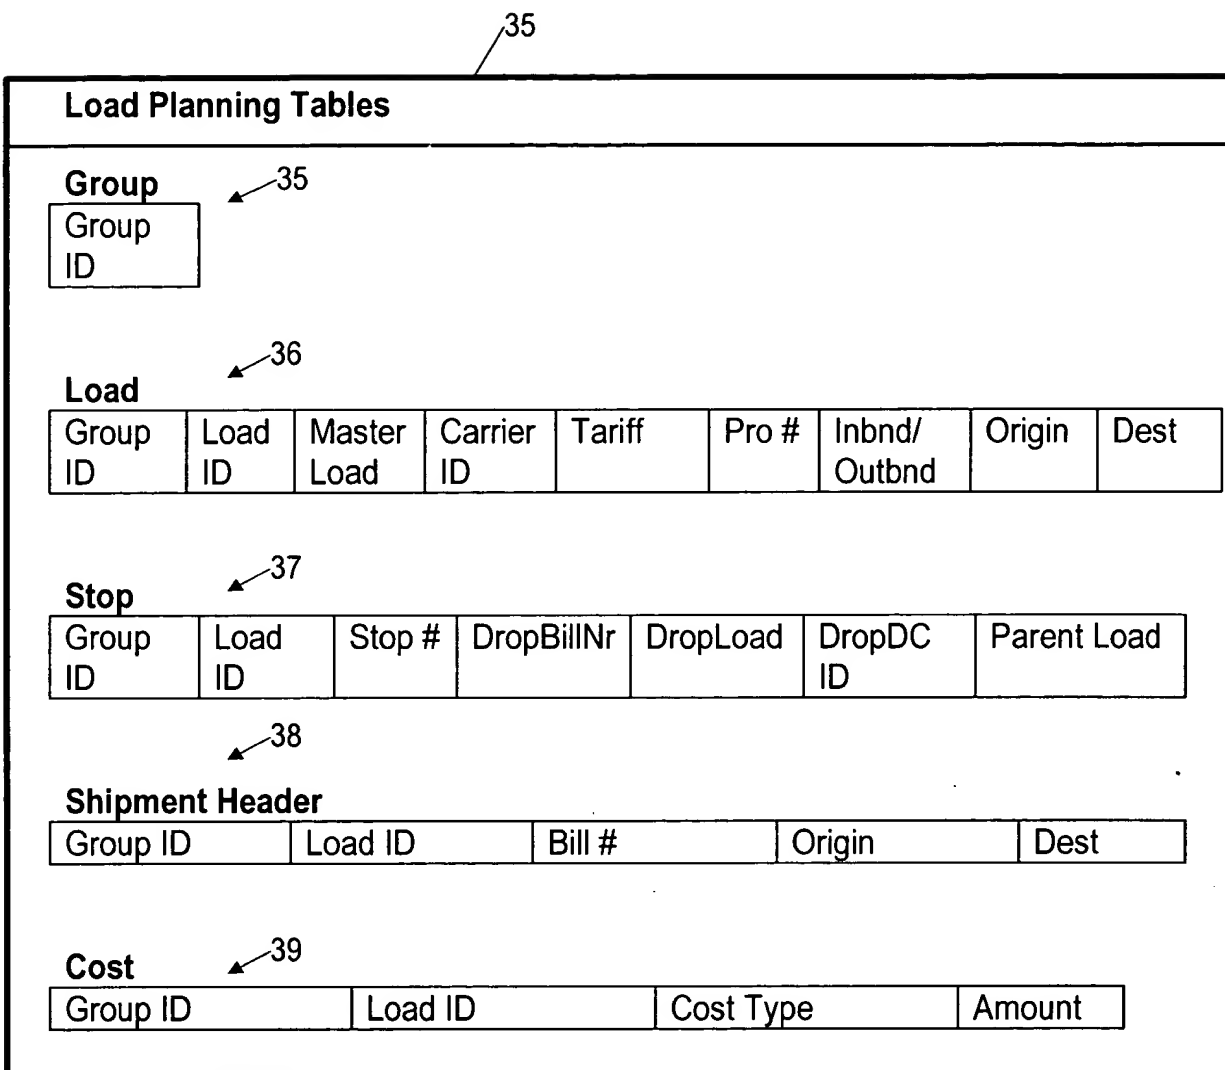 35
Load Planning Tables
Group
35
Group
ID
36
Load
Group Load Master Carrier Tariff Pro # Inbnd/ Origin Dest
ID ID Load ID Outbnd
37
Stop
Group Load Stop # DropBillNr DropLoad DropDC Parent Load
ID ID ID
38
Shipment Header
Group ID Load ID Bill # Origin Dest
39
Cost
Group ID Load ID Cost Type Amount